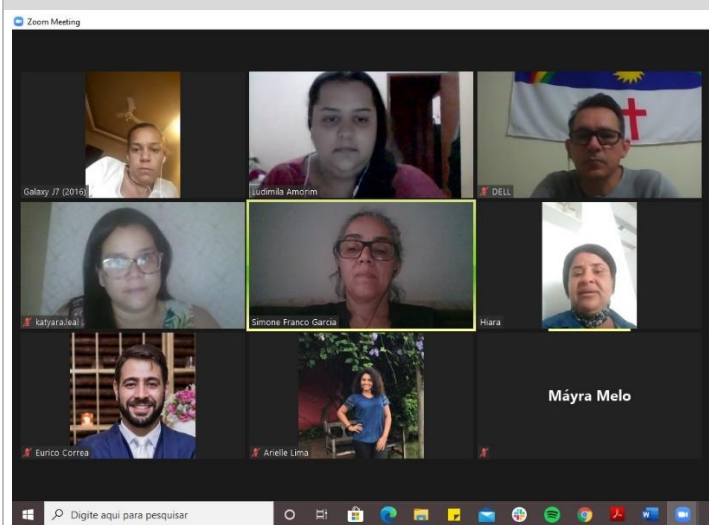 Zoom Meeting
Galaxy J7 (2016)
Ludimila Amorim
DELL
katyara.leal
Simone Franco Garcia
Hiara
Eurico Correa
Arielle Lima
Máyra Melo
Digite aqui para pesquisar